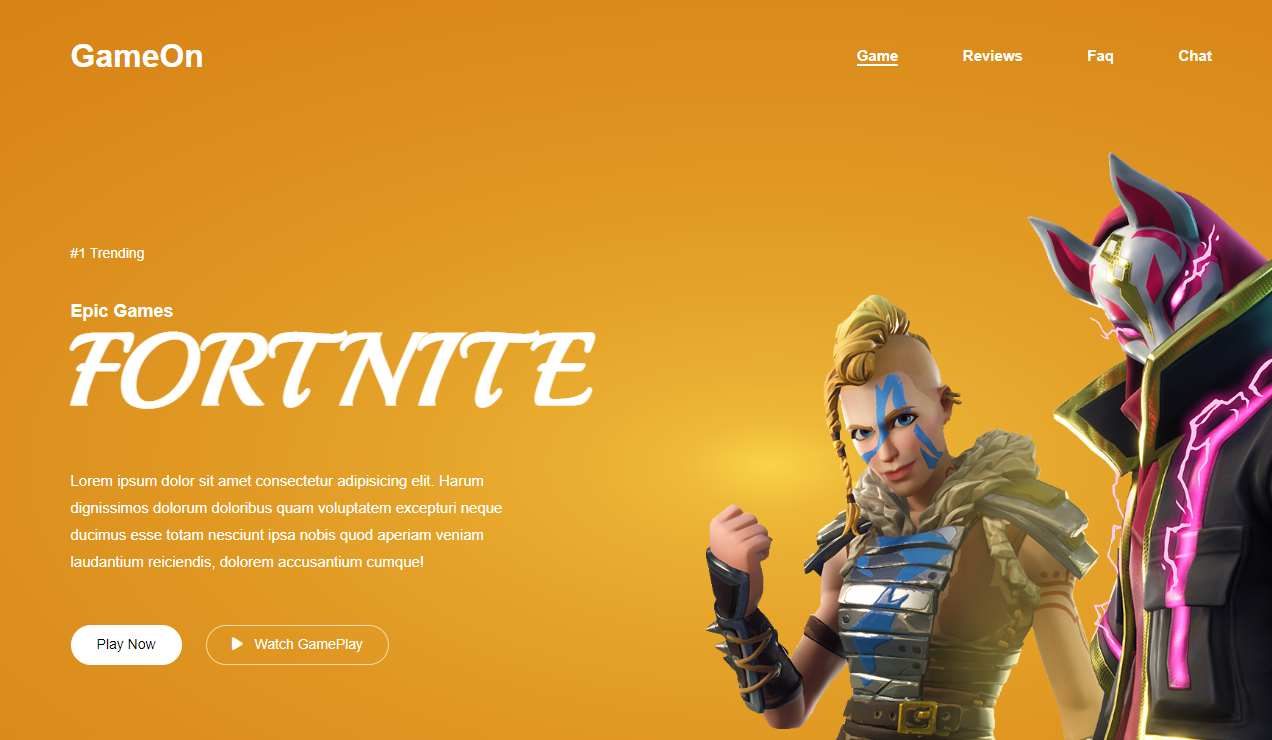 GameOn
Game Reviews Faq Chat
#1 Trending
Epic Games
FORTNITE
Lorem ipsum dolor sit amet consectetur adipisicing elit. Harum
dignissimos dolorum doloribus quam voluptatem excepturi neque
ducimus esse totam nesciunt ipsa nobis quod aperiam veniam
laudantium reiciendis, dolorem accusantium cumque!
Play Now Watch GamePlay